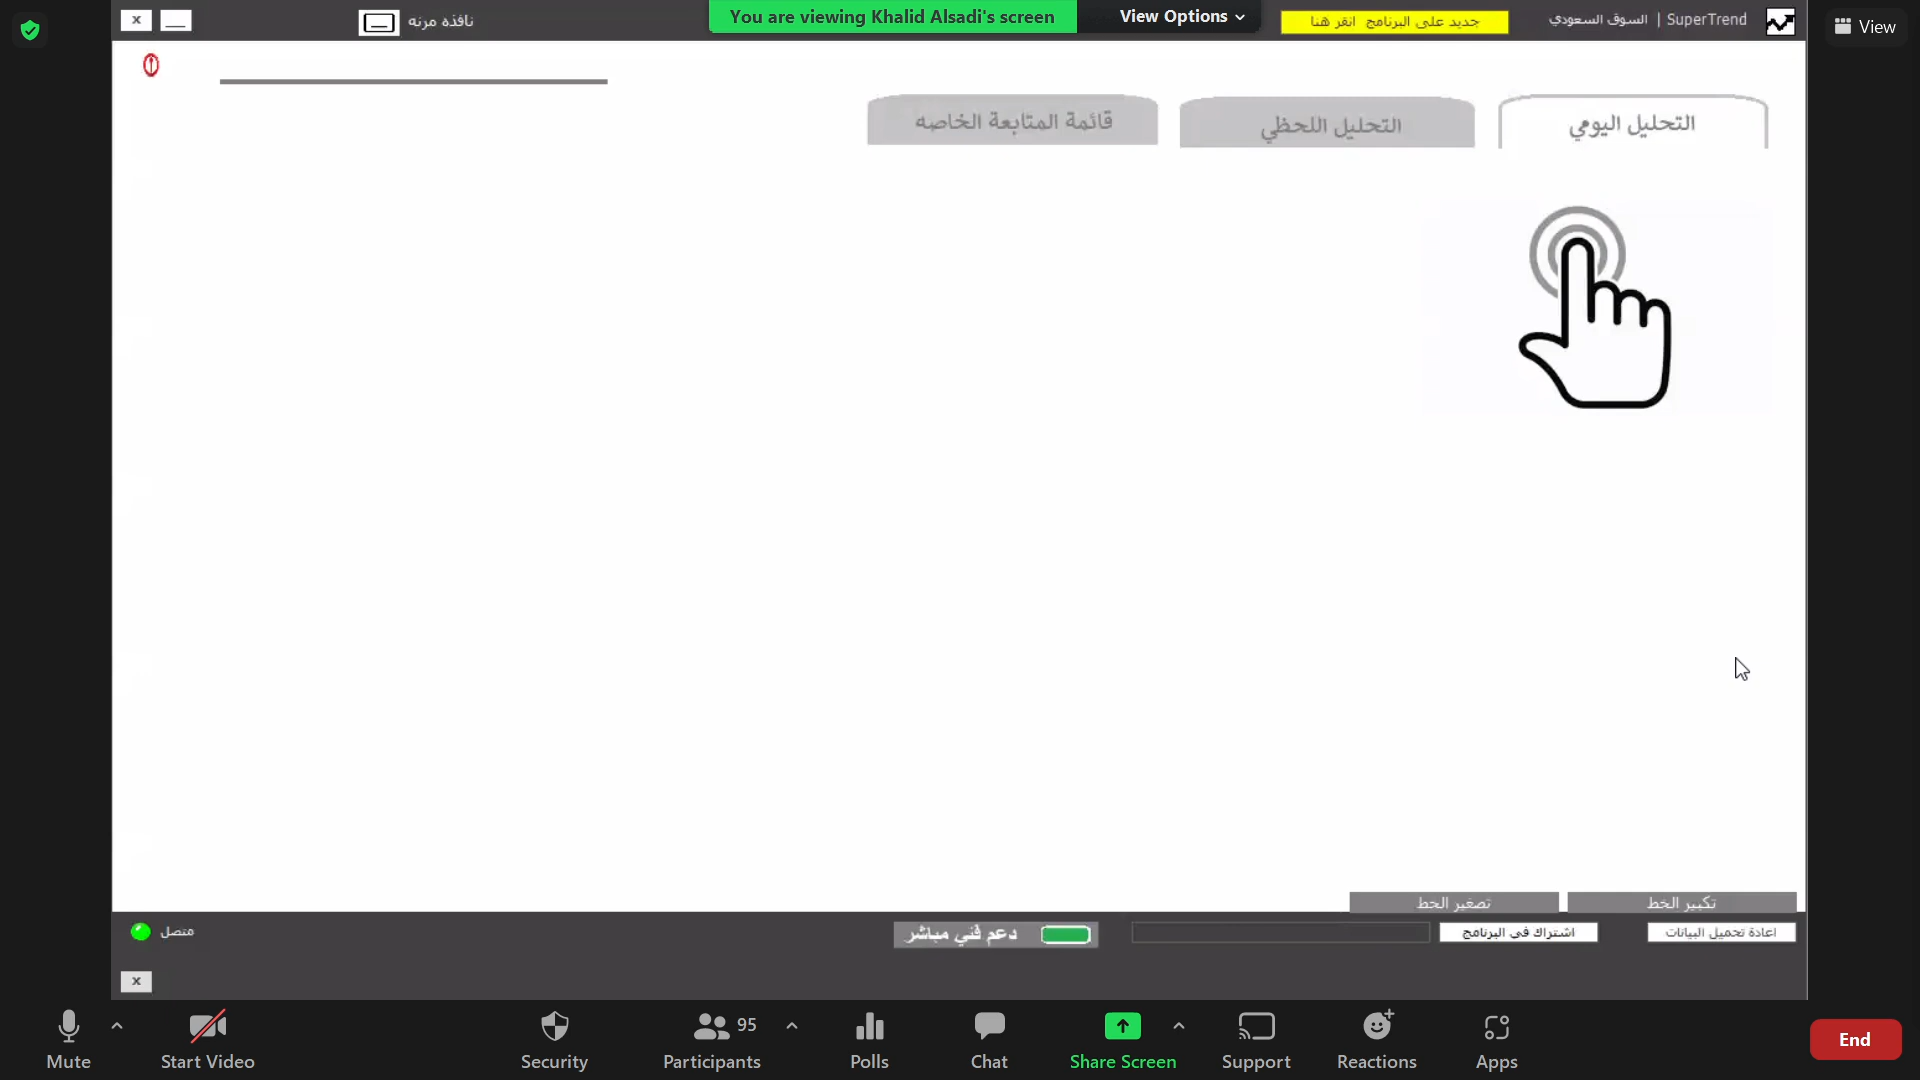 x
نافذه مرنه
You are viewing Khalid Alsadi's screen
View Options
جديد على البرنامج انقر هنا
السوق السعودي | SuperTrend
View
التحليل اليومي
التحليل اللحظي
قائمة المتابعة الخاصه
تكبير الخط
تصغير الخط
اعادة تحميل البيانات
اشتراك في البرنامج
دعم فني مباشر
متصل
x
Mute
Start Video
Security
95
Participants
Polls
Chat
Share Screen
Support
Reactions
Apps
End